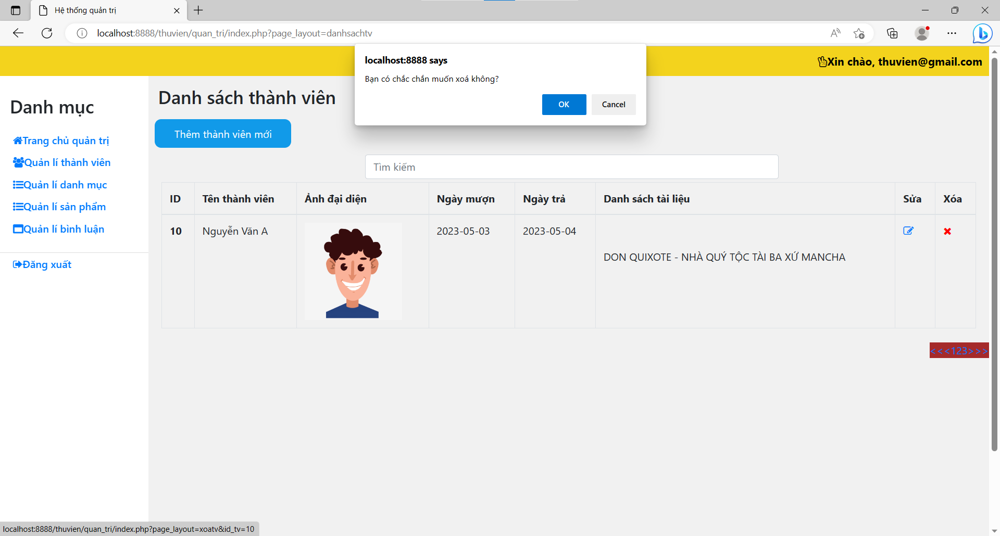 Hệ thống quản trị
localhost:8888/thuvien/quan_tri/index.php?page_layout=danhsachtv
localhost:8888 says
Bạn có chắc chắn muốn xoá không?
OK
Cancel
Xin chào, thuvien@gmail.com
Danh mục
Trang chủ quản trị
Quản lí thành viên
Quản lí danh mục
Quản lí sản phẩm
Quản lí bình luận
Đăng xuất
Danh sách thành viên
Thêm thành viên mới
Tìm kiếm
ID Tên thành viên Ảnh đại diện Ngày mượn Ngày trả Danh sách tài liệu Sửa Xóa
10 Nguyễn Văn A 2023-05-03 2023-05-04
DON QUIXOTE - NHÀ QUÝ TỘC TÀI BA XỨ MANCHA
<<<123>>>
localhost:8888/thuvien/quan_tri/index.php?page_layout=xoatv&id_tv=10